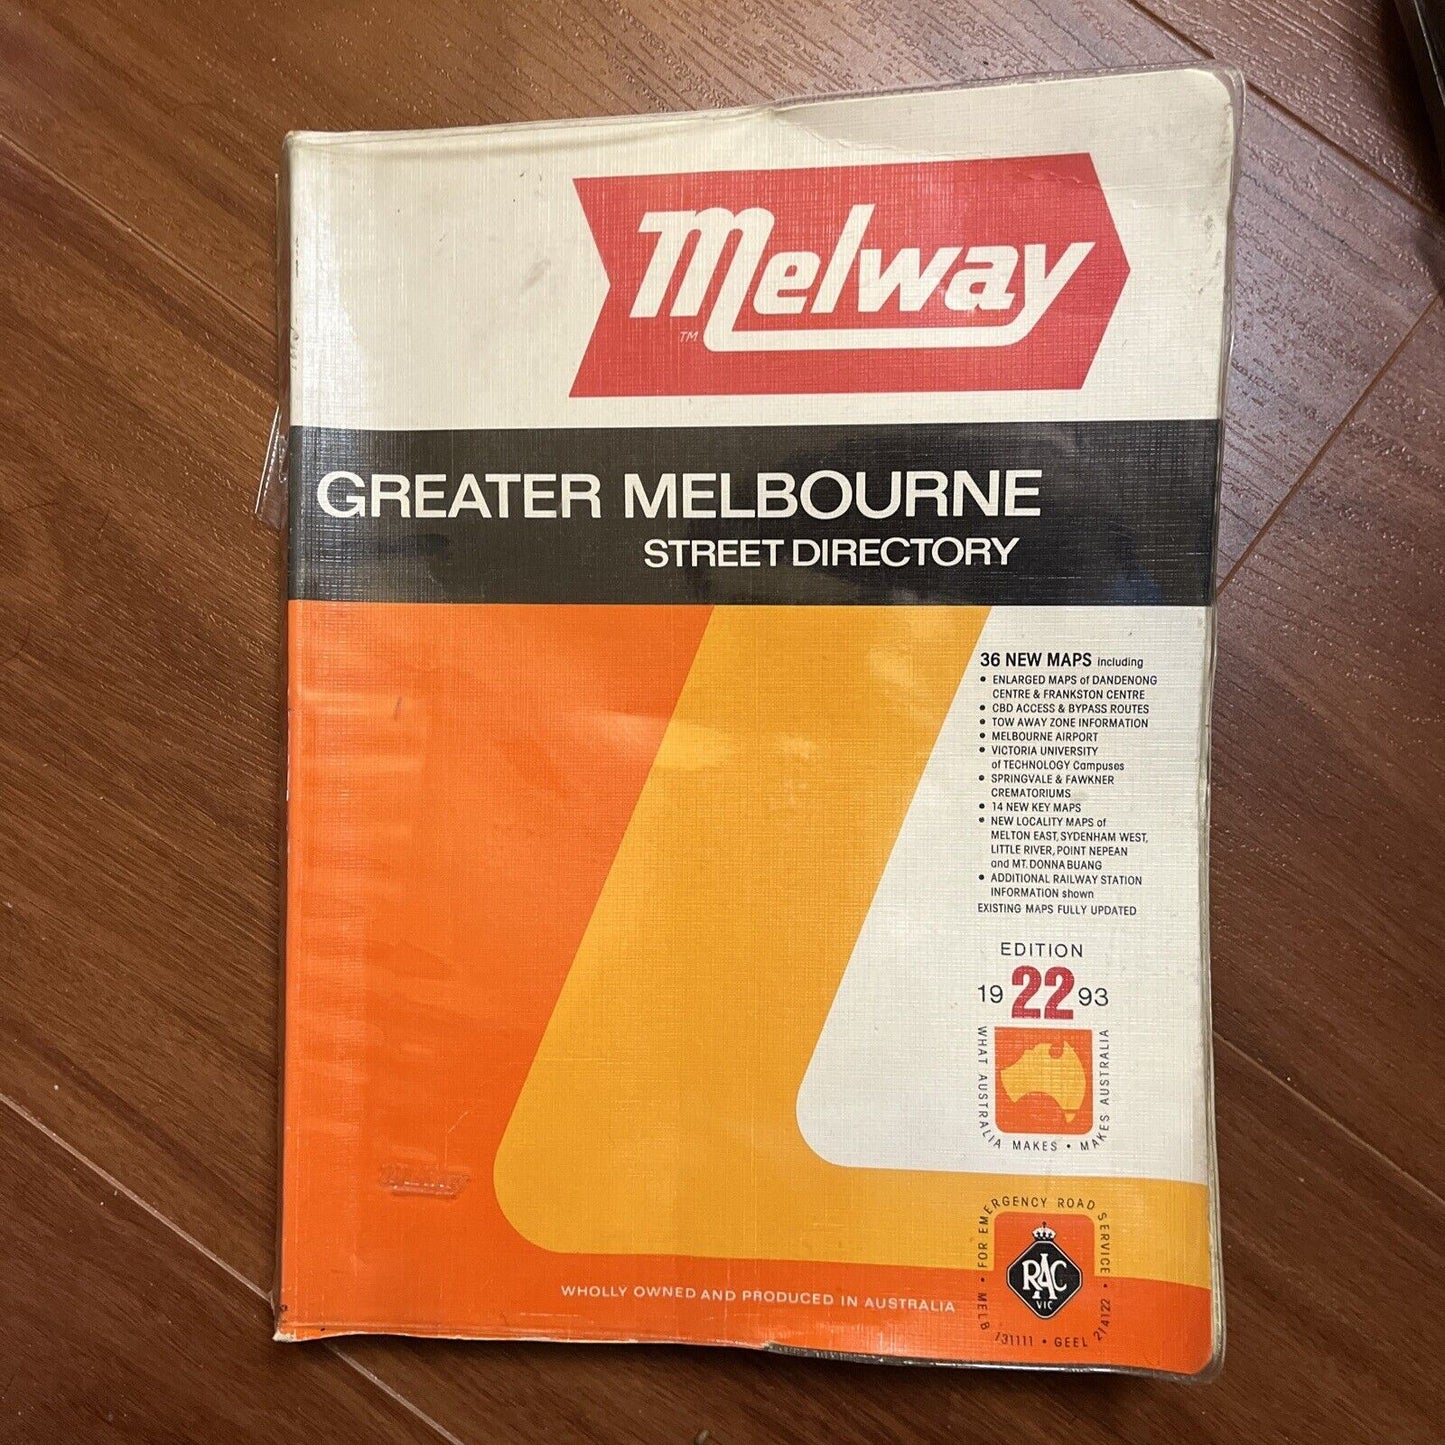 Melway
TM
GREATER MELBOURNE
STREET DIRECTORY
36 NEW MAPS including
• ENLARGED MAPS of DANDENONG
CENTRE & FRANKSTON CENTRE
• CBD ACCESS & BYPASS ROUTES
• TOW AWAY ZONE INFORMATION
• MELBOURNE AIRPORT
• VICTORIA UNIVERSITY
of TECHNOLOGY Campuses
• SPRINGVALE & FAWKNER
CREMATORIUMS
• 14 NEW KEY MAPS
• NEW LOCALITY MAPS of
MELTON EAST, SYDENHAM WEST,
LITTLE RIVER, POINT NEPEAN
and MT. DONNA BUANG
• ADDITIONAL RAILWAY STATION
INFORMATION shown
EXISTING MAPS FULLY UPDATED
EDITION
19 22 93
WHAT AUSTRALIA MAKES • MAKES AUSTRALIA
Melway
• FOR EMERGENCY ROAD SERVICE •
RAC
VIC
MELB 131111 • GEEL 214122
WHOLLY OWNED AND PRODUCED IN AUSTRALIA